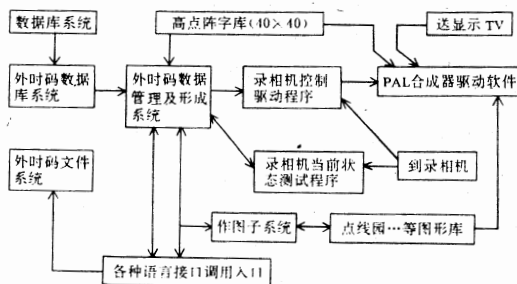 数据库系统
高点阵字库(40×40)
送显示TV
外时码数据
库系统
外时码数据
管理及形成
系统
录相机控制
驱动程序
PAL合成器驱动软件
外时码文件
系统
录相机当前状
态测试程序
到录相机
作图子系统
点线园…等图形库
各种语言接口调用入口